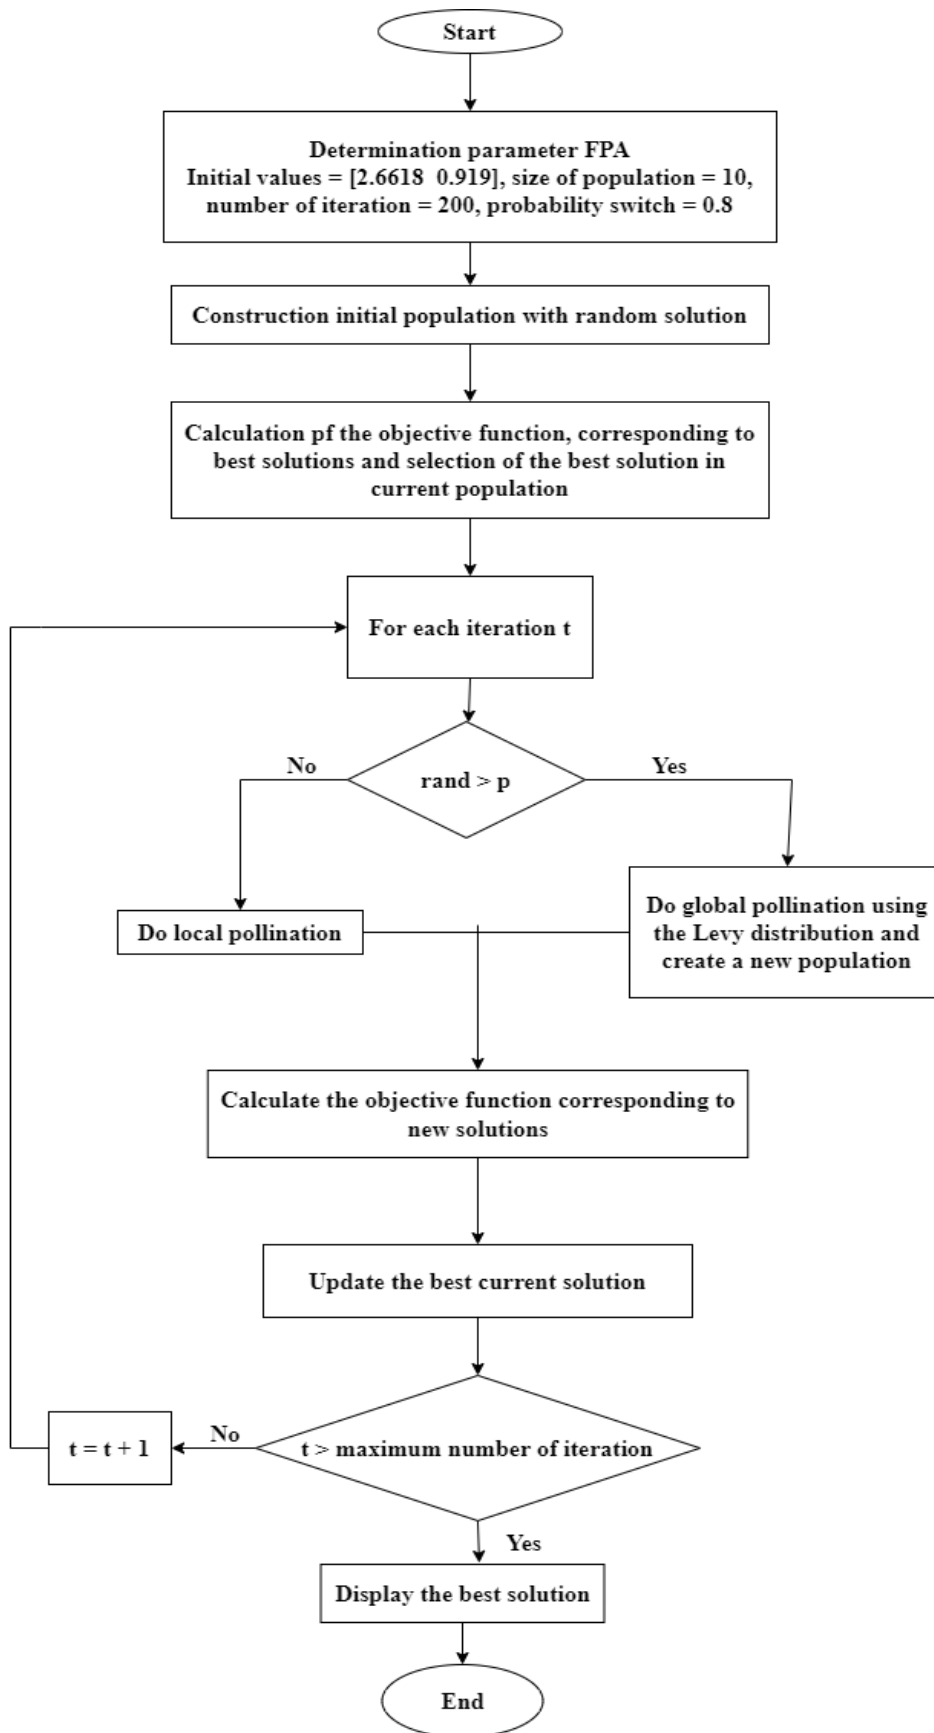 Start
Determination parameter FPA
Initial values = [2.6618  0.919], size of population = 10,
number of iteration = 200, probability switch = 0.8
Construction initial population with random solution
Calculation pf the objective function, corresponding to
best solutions and selection of the best solution in
current population
For each iteration t
No
rand > p
Yes
Do local pollination
Do global pollination using
the Levy distribution and
create a new population
Calculate the objective function corresponding to
new solutions
Update the best current solution
t = t + 1
No
t > maximum number of iteration
Yes
Display the best solution
End